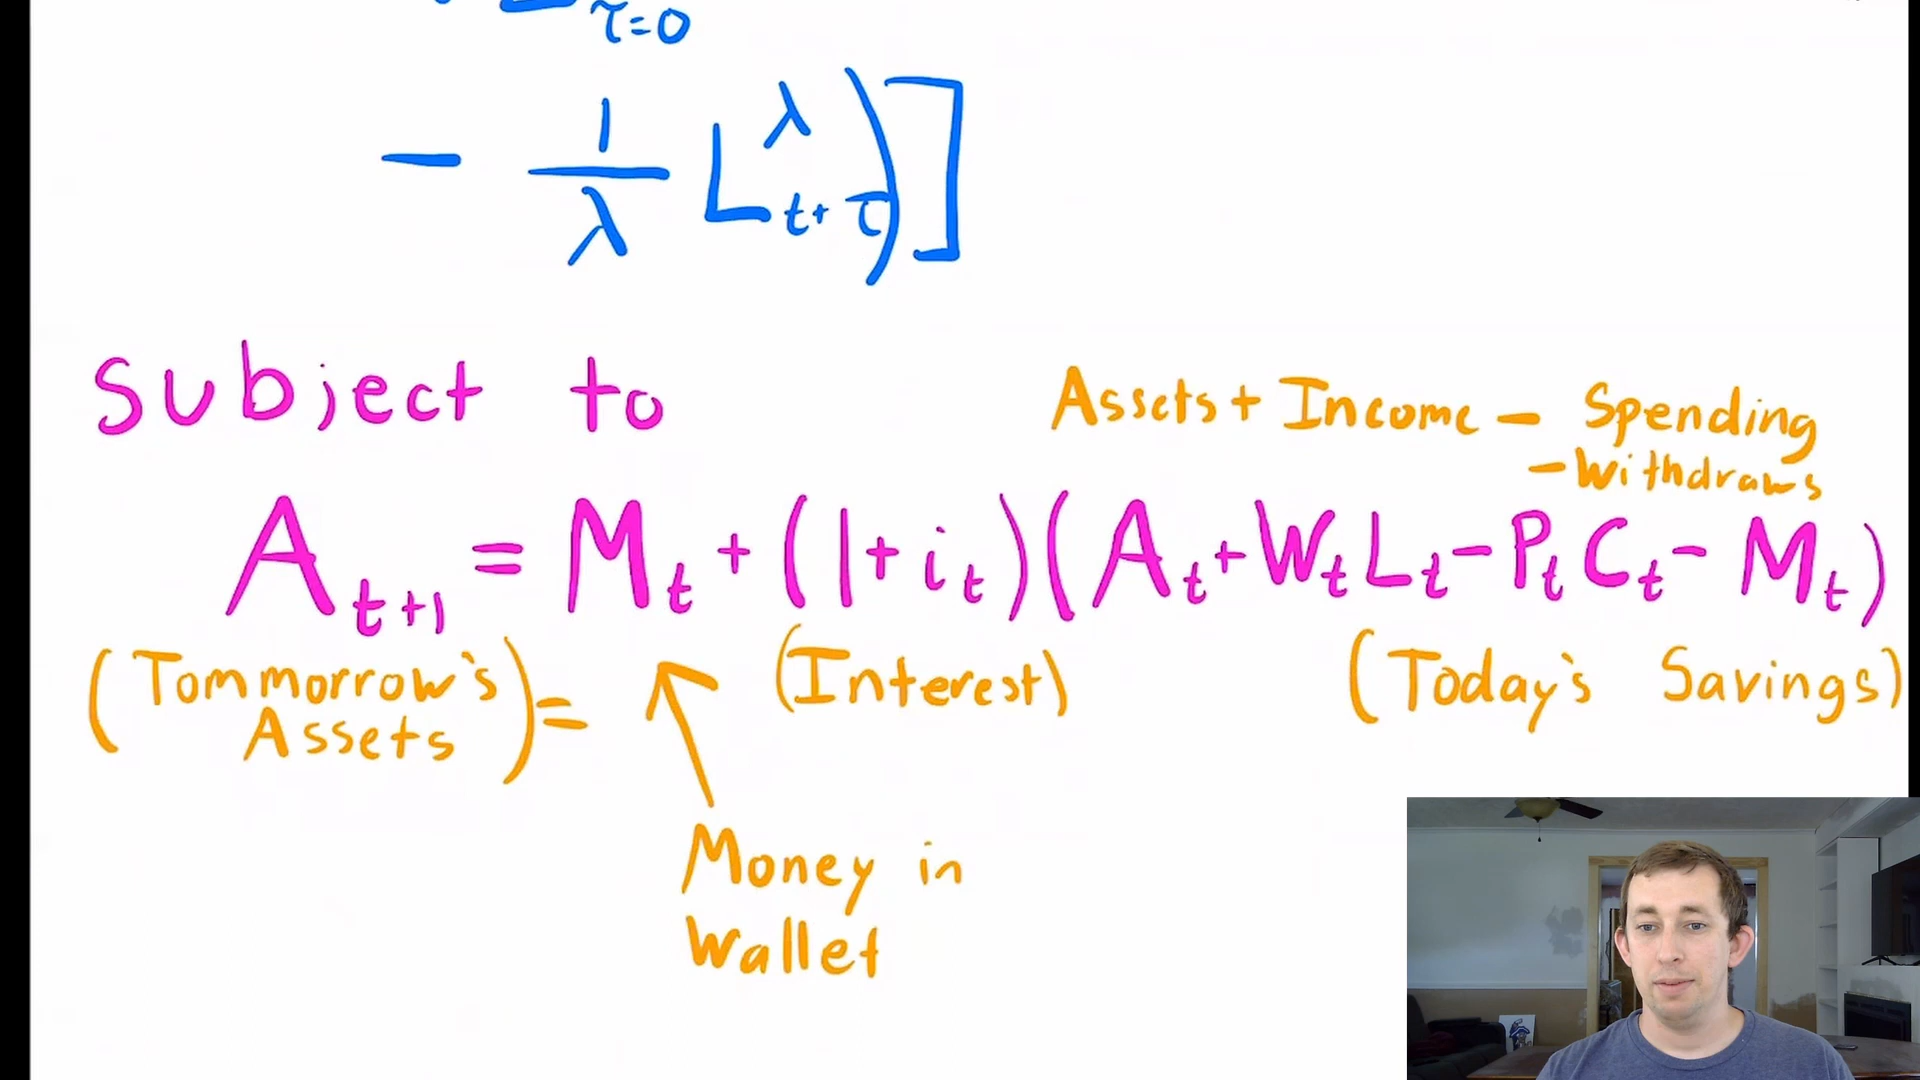 τ=0
- 1/λ L^λ_{t+τ})]
Subject to
Assets + Income - Spending
- Withdraws
A_{t+1} = M_t + (1+i_t)(A_t + W_t L_t - P_t C_t - M_t)
(Tommorrow's Assets) = (Interest) (Today's Savings)
Money in
Wallet